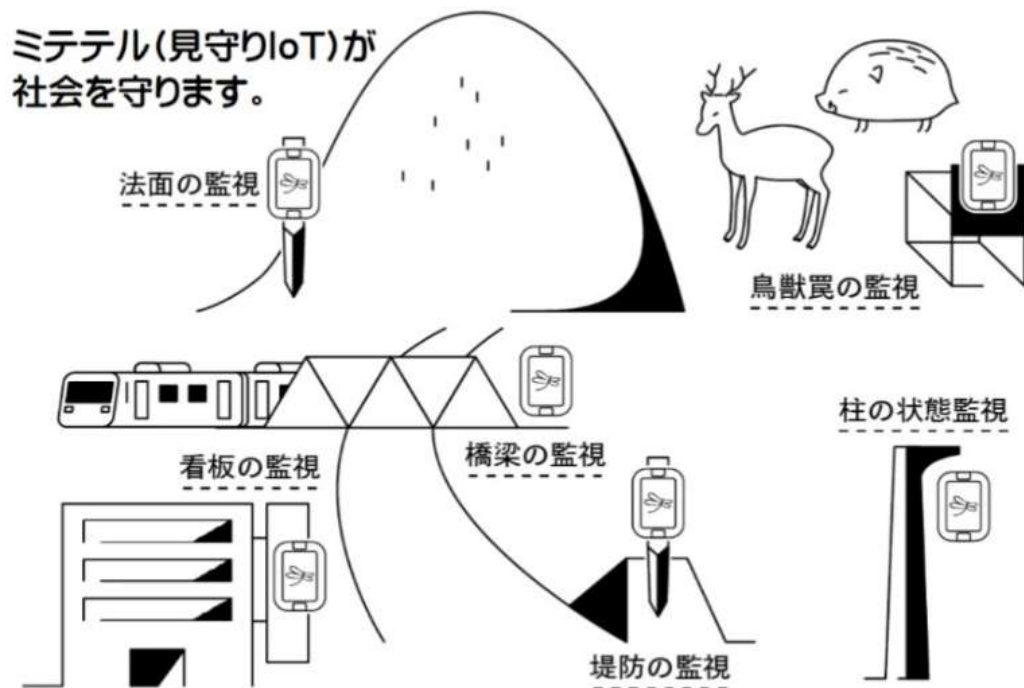 ミテテル(見守りIoT)が
社会を守ります。
法面の監視
鳥獣罠の監視
橋梁の監視
柱の状態監視
看板の監視
堤防の監視